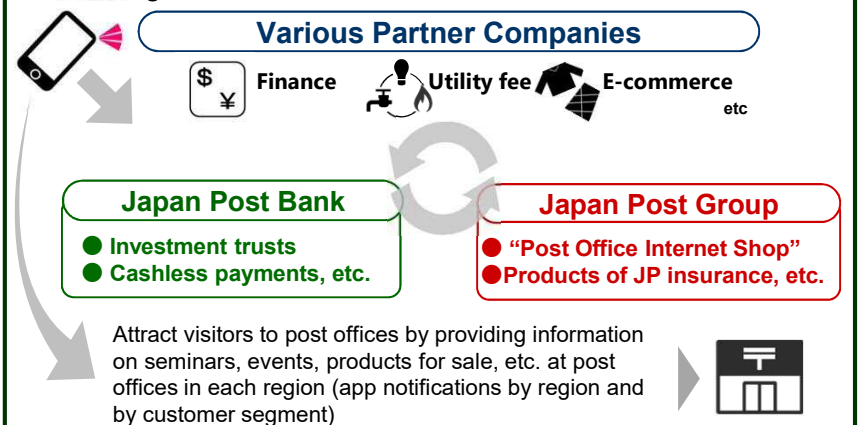 Various Partner Companies
$
¥
Finance
Utility fee
E-commerce
etc
Japan Post Bank
● Investment trusts
● Cashless payments, etc.
Japan Post Group
● “Post Office Internet Shop”
●Products of JP insurance, etc.
Attract visitors to post offices by providing information
on seminars, events, products for sale, etc. at post
offices in each region (app notifications by region and
by customer segment)
〒